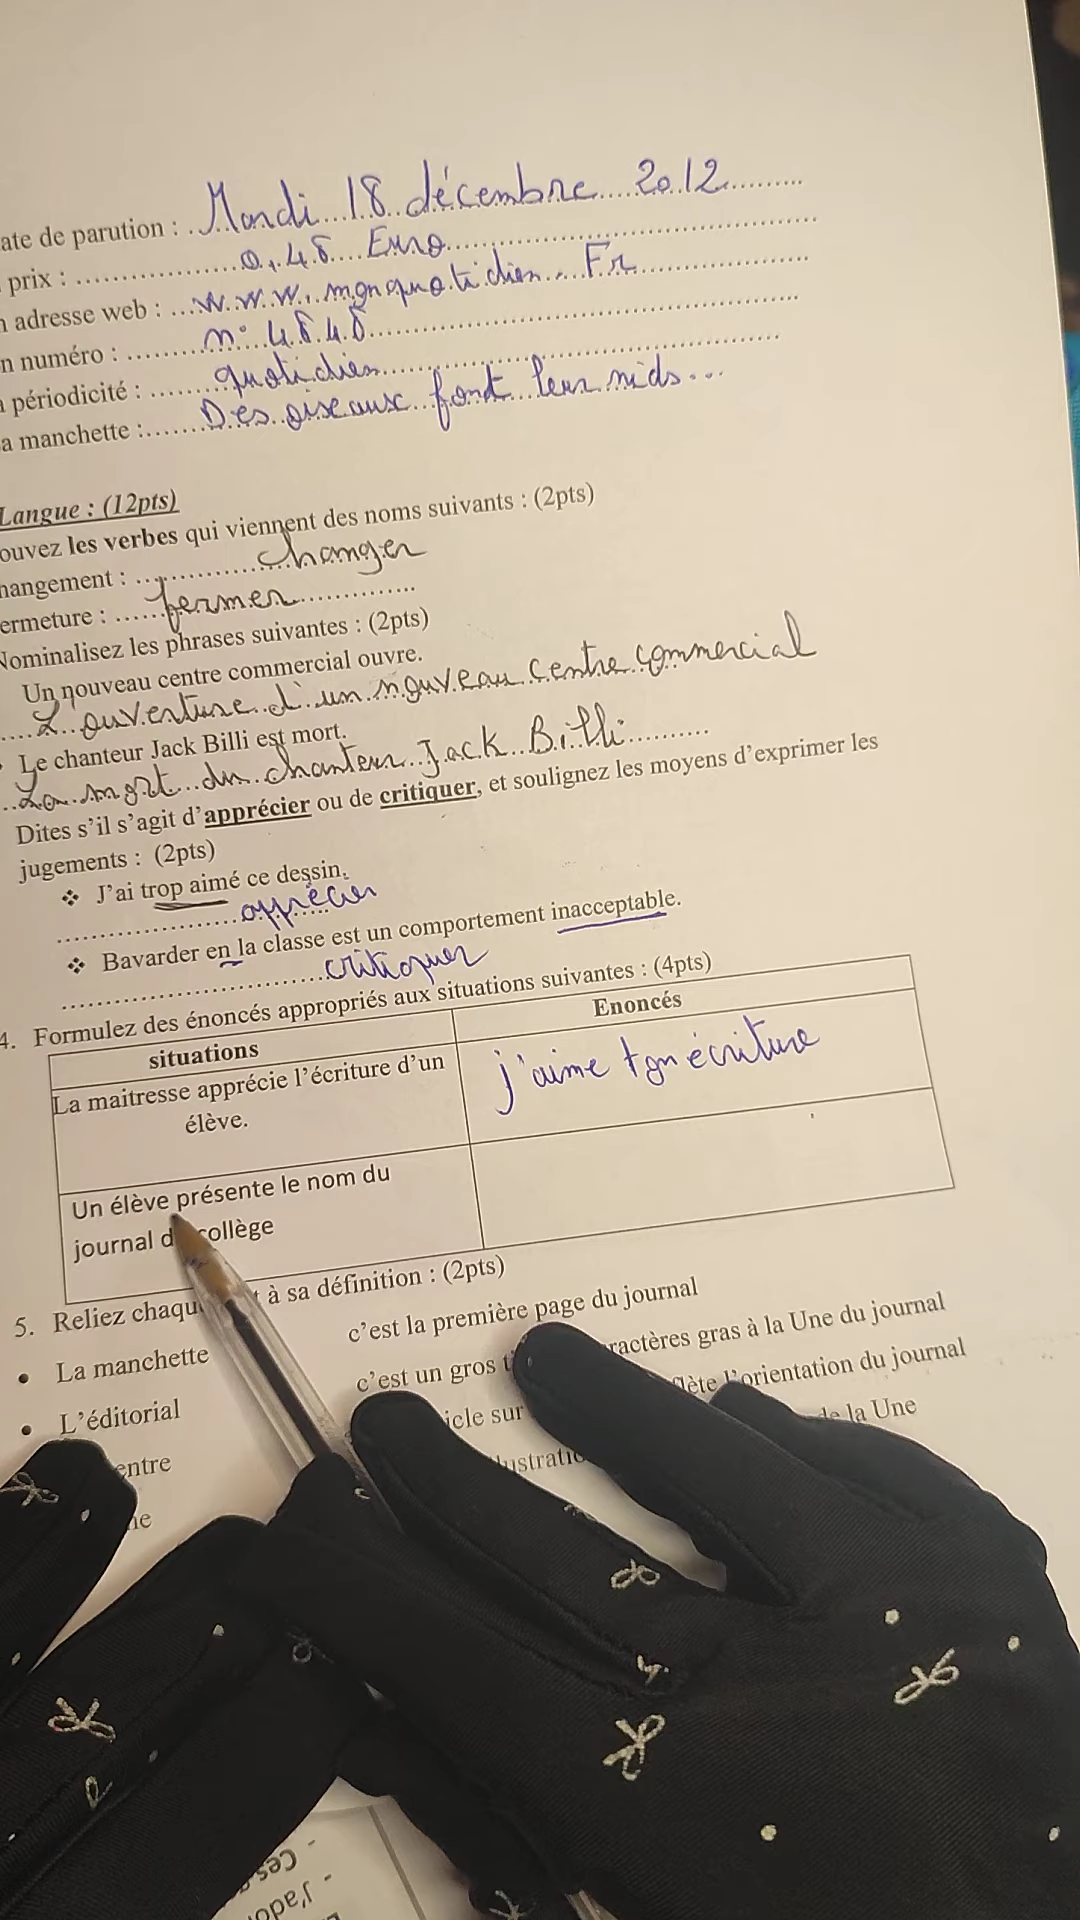 ate de parution : Mardi 18 décembre 2012
prix : 0,48 Euro
adresse web : www.monquotidien.Fr
n numéro : n° 4848
périodicité : quotidien
a manchette : Des oiseaux font leur nids...
Langue : (12pts)
ouvez les verbes qui viennent des noms suivants : (2pts)
hangement : changer
ermeture : fermer
Nominalisez les phrases suivantes : (2pts)
Un nouveau centre commercial ouvre.
L'ouverture d'un nouveau centre commercial
Le chanteur Jack Billi est mort.
La mort du chanteur Jack Billi
Dites s'il s'agit d'apprécier ou de critiquer, et soulignez les moyens d'exprimer les
jugements : (2pts)
❖ J'ai trop aimé ce dessin.
apprécier
❖ Bavarder en la classe est un comportement inacceptable.
critiquer
4. Formulez des énoncés appropriés aux situations suivantes : (4pts)
situations Enoncés
La maitresse apprécie l'écriture d'un j'aime ton écriture
élève.
Un élève présente le nom du
journal d collège
5. Reliez chaqu à sa définition : (2pts)
• La manchette c'est la première page du journal
• L'éditorial c'est un gros t ractères gras à la Une du journal
entre icle sur lète l'orientation du journal
ne lustratio de la Une
Ces
- J'ado